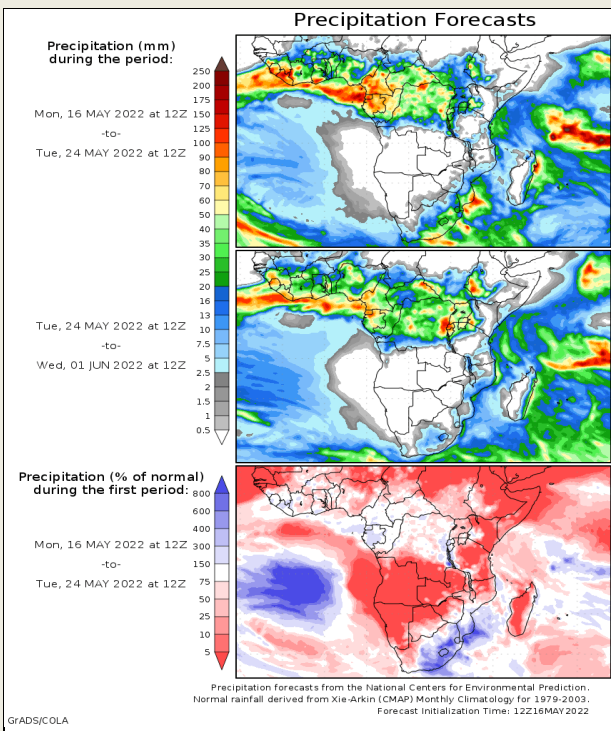 Precipitation Forecasts
Precipitation (mm)
during the period:
Mon, 16 MAY 2022 at 12Z
-to-
Tue, 24 MAY 2022 at 12Z
250
200
175
150
125
100
90
80
70
60
50
40
35
30
25
20
16
13
10
7.5
5
2.5
2
1.5
1
0.5
Tue, 24 MAY 2022 at 12Z
-to-
Wed, 01 JUN 2022 at 12Z
Precipitation (% of normal)
during the first period:
Mon, 16 MAY 2022 at 12Z
-to-
Tue, 24 MAY 2022 at 12Z
800
600
400
300
150
75
50
25
10
5
Precipitation forecasts from the National Centers for Environmental Prediction.
Normal rainfall derived from Xie-Arkin (CMAP) Monthly Climatology for 1979-2003.
Forecast Initialization Time: 12Z16MAY2022
GrADS/COLA